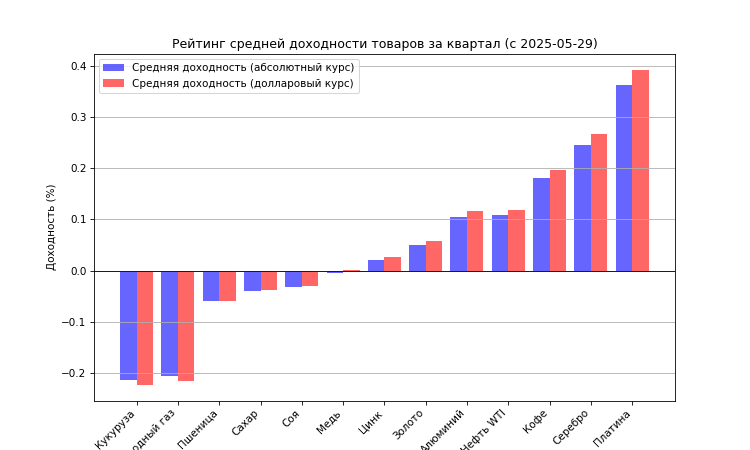 Рейтинг средней доходности товаров за квартал (с 2025-05-29)
Средняя доходность (абсолютный курс)
Средняя доходность (долларовый курс)
Доходность (%)
0.4
0.3
0.2
0.1
0.0
−0.1
−0.2
Кукуруза
одный газ
Пшеница
Сахар
Соя
Медь
Цинк
Золото
Алюминий
Нефть WTI
Кофе
Серебро
Платина